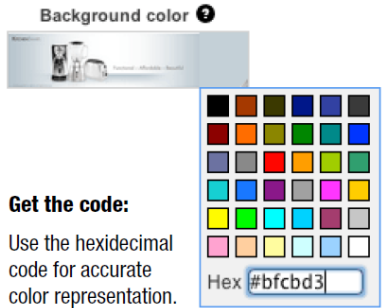 Background color ?
Get the code:
Use the hexidecimal
code for accurate
color representation.
Hex #bfcbd3